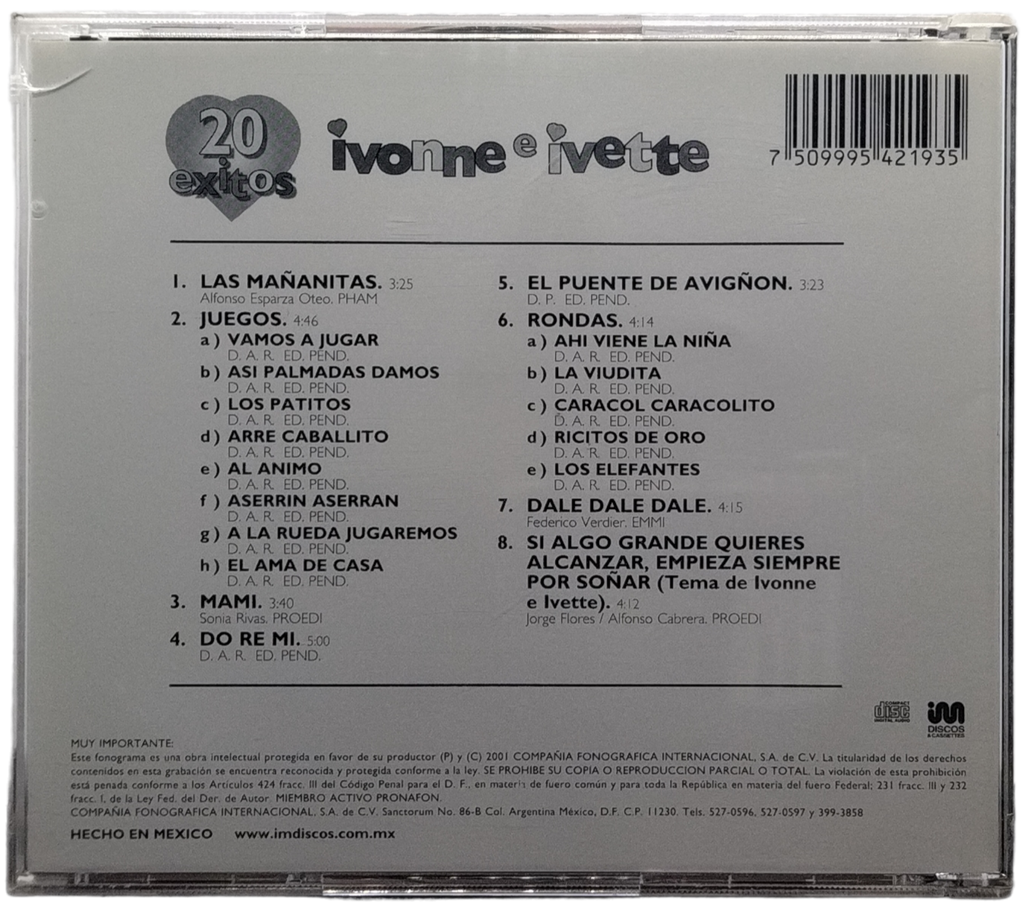 20
exitos
ivonne e ivette
7 509995 421935
1. LAS MAÑANITAS. 3:25
Alfonso Esparza Oteo. PHAM
2. JUEGOS. 4:46
a) VAMOS A JUGAR
D. A. R. ED. PEND.
b) ASI PALMADAS DAMOS
D. A. R. ED. PEND.
c) LOS PATITOS
D. A. R. ED. PEND.
d) ARRE CABALLITO
D. A. R. ED. PEND.
e) AL ANIMO
D. A. R. ED. PEND.
f) ASERRIN ASERRAN
D. A. R. ED. PEND.
g) A LA RUEDA JUGAREMOS
D. A. R. ED. PEND.
h) EL AMA DE CASA
D. A. R. ED. PEND.
3. MAMI. 3:40
Sonia Rivas. PROEDI
4. DO RE MI. 5:00
D. A. R. ED. PEND.
5. EL PUENTE DE AVIGÑON. 3:23
D. P. ED. PEND.
6. RONDAS. 4:14
a) AHI VIENE LA NIÑA
D. A. R. ED. PEND.
b) LA VIUDITA
D. A. R. ED. PEND.
c) CARACOL CARACOLITO
D. A. R. ED. PEND.
d) RICITOS DE ORO
D. A. R. ED. PEND.
e) LOS ELEFANTES
D. A. R. ED. PEND.
7. DALE DALE DALE. 4:15
Federico Verdier. EMMI
8. SI ALGO GRANDE QUIERES
ALCANZAR, EMPIEZA SIEMPRE
POR SOÑAR (Tema de Ivonne
e Ivette). 4:12
Jorge Flores / Alfonso Cabrera. PROEDI
COMPACT
disc
DIGITAL AUDIO
im
DISCOS
& CASSETTES
MUY IMPORTANTE:
Este fonograma es una obra intelectual protegida en favor de su productor (P) y (C) 2001 COMPAÑIA FONOGRAFICA INTERNACIONAL, S.A. de C.V. La titularidad de los derechos
contenidos en esta grabación se encuentra reconocida y protegida conforme a la ley. SE PROHIBE SU COPIA O REPRODUCCION PARCIAL O TOTAL. La violación de esta prohibición
está penada conforme a los Artículos 424 fracc. III del Código Penal para el D. F., en materia de fuero común y para toda la República en materia del fuero Federal; 231 fracc. III y 232
fracc. I, de la Ley Fed. del Der. de Autor. MIEMBRO ACTIVO PRONAFON.
COMPAÑIA FONOGRAFICA INTERNACIONAL, S.A. de C.V. Sanctorum No. 86-B Col. Argentina México, D.F. C.P. 11230. Tels. 527-0596, 527-0597 y 399-3858
HECHO EN MEXICO www.imdiscos.com.mx